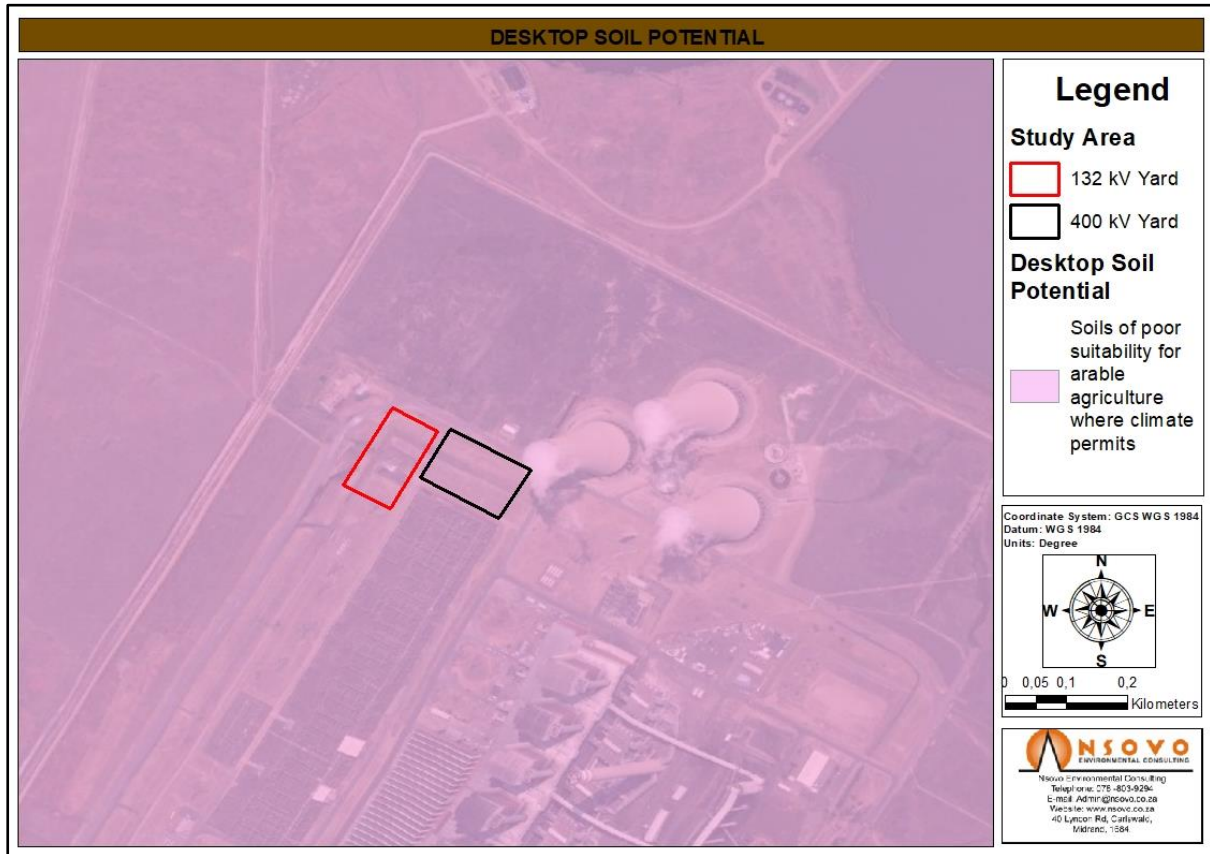 DESKTOP SOIL POTENTIAL
Legend
Study Area
132 kV Yard
400 kV Yard
Desktop Soil
Potential
Soils of poor
suitability for
arable
agriculture
where climate
permits
Coordinate System: GCS WGS 1984
Datum: WGS 1984
Units: Degree
N
W E
S
0 0,05 0,1 0,2
Kilometers
NSOVO
ENVIRONMENTAL CONSULTING
Nsovo Environmental Consulting
Telephone: 078 -803-9294
E-mail: Admin@nsovo.co.za
Website: www.nsovo.co.za
40 Lyncon Rd, Carlswald,
Midrand, 1684.